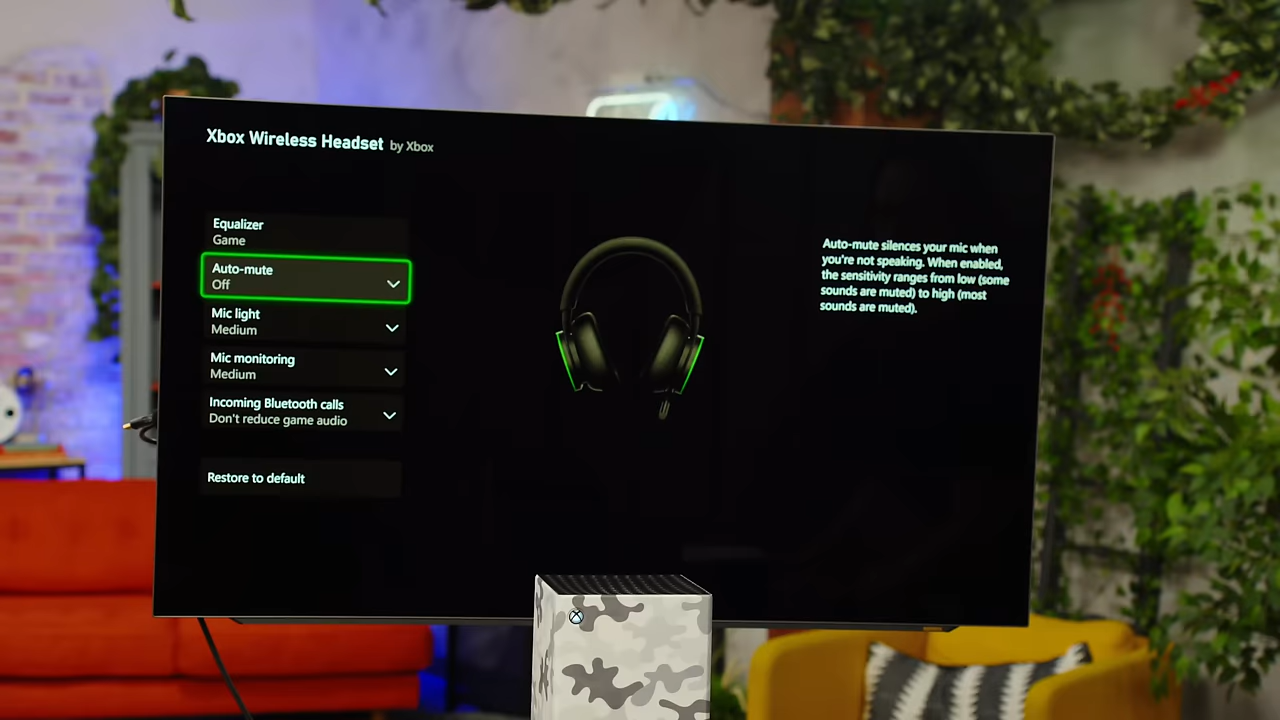 Xbox Wireless Headset by Xbox
Equalizer
Game
Auto-mute
Off
Mic light
Medium
Mic monitoring
Medium
Incoming Bluetooth calls
Don't reduce game audio
Restore to default
Auto-mute silences your mic when
you're not speaking. When enabled,
the sensitivity ranges from low (some
sounds are muted) to high (most
sounds are muted).